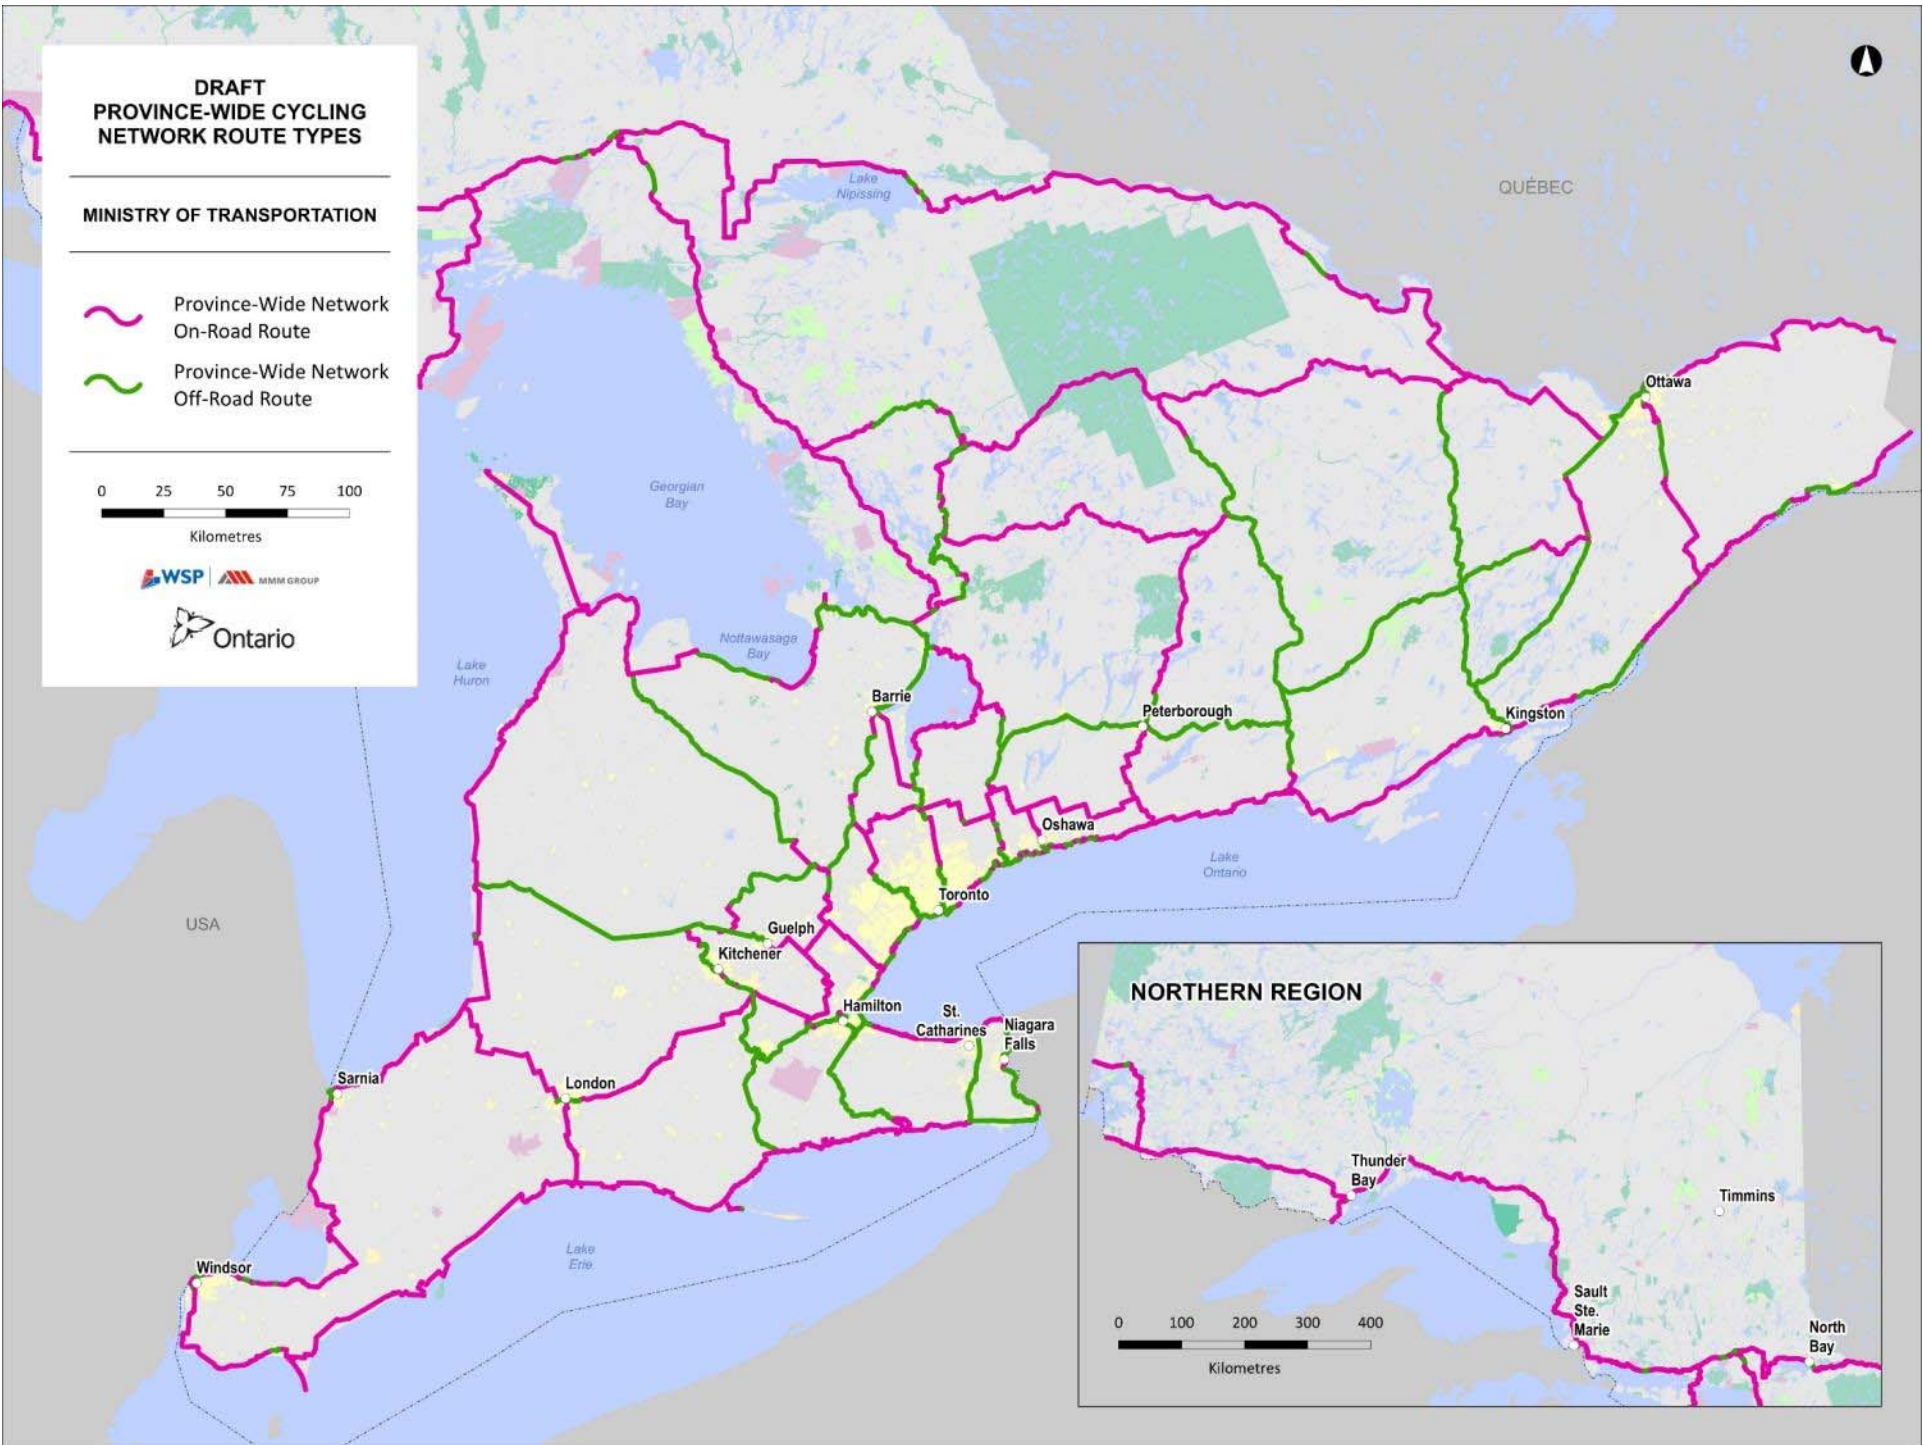 DRAFT
PROVINCE-WIDE CYCLING
NETWORK ROUTE TYPES
MINISTRY OF TRANSPORTATION
Province-Wide Network
On-Road Route
Province-Wide Network
Off-Road Route
0 25 50 75 100
Kilometres
WSP MMM GROUP
Ontario
Lake
Nipissing
QUÉBEC
Ottawa
Georgian
Bay
Nottawasaga
Bay
Lake
Huron
Barrie
Peterborough
Kingston
Oshawa
Lake
Ontario
Toronto
USA
Guelph
Kitchener
Hamilton
St.
Catharines
Niagara
Falls
Sarnia
London
Windsor
Lake
Erie
NORTHERN REGION
Thunder
Bay
Timmins
Sault
Ste.
Marie
North
Bay
0 100 200 300 400
Kilometres